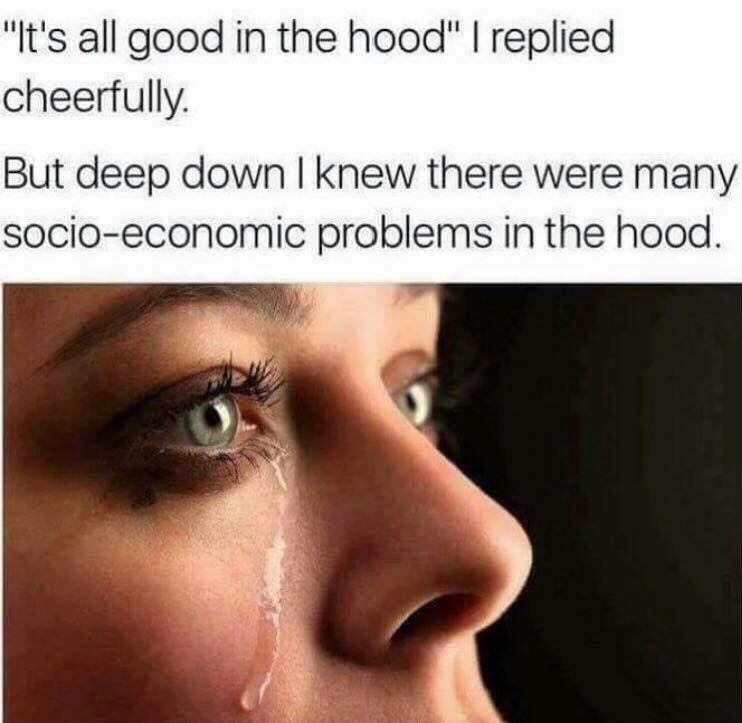 "It's all good in the hood" I replied
cheerfully.
But deep down I knew there were many
socio-economic problems in the hood.